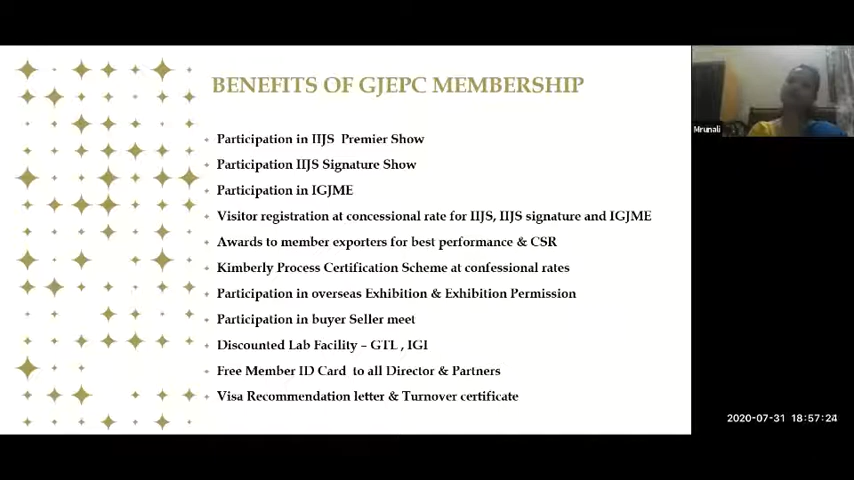 BENEFITS OF GJEPC MEMBERSHIP
Participation in IIJS Premier Show
Participation IIJS Signature Show
Participation in IGJME
Visitor registration at concessional rate for IIJS, IIJS signature and IGJME
Awards to member exporters for best performance & CSR
Kimberly Process Certification Scheme at confessional rates
Participation in overseas Exhibition & Exhibition Permission
Participation in buyer Seller meet
Discounted Lab Facility – GTL , IGI
Free Member ID Card to all Director & Partners
Visa Recommendation letter & Turnover certificate
Mrunali
2020-07-31 18:57:24